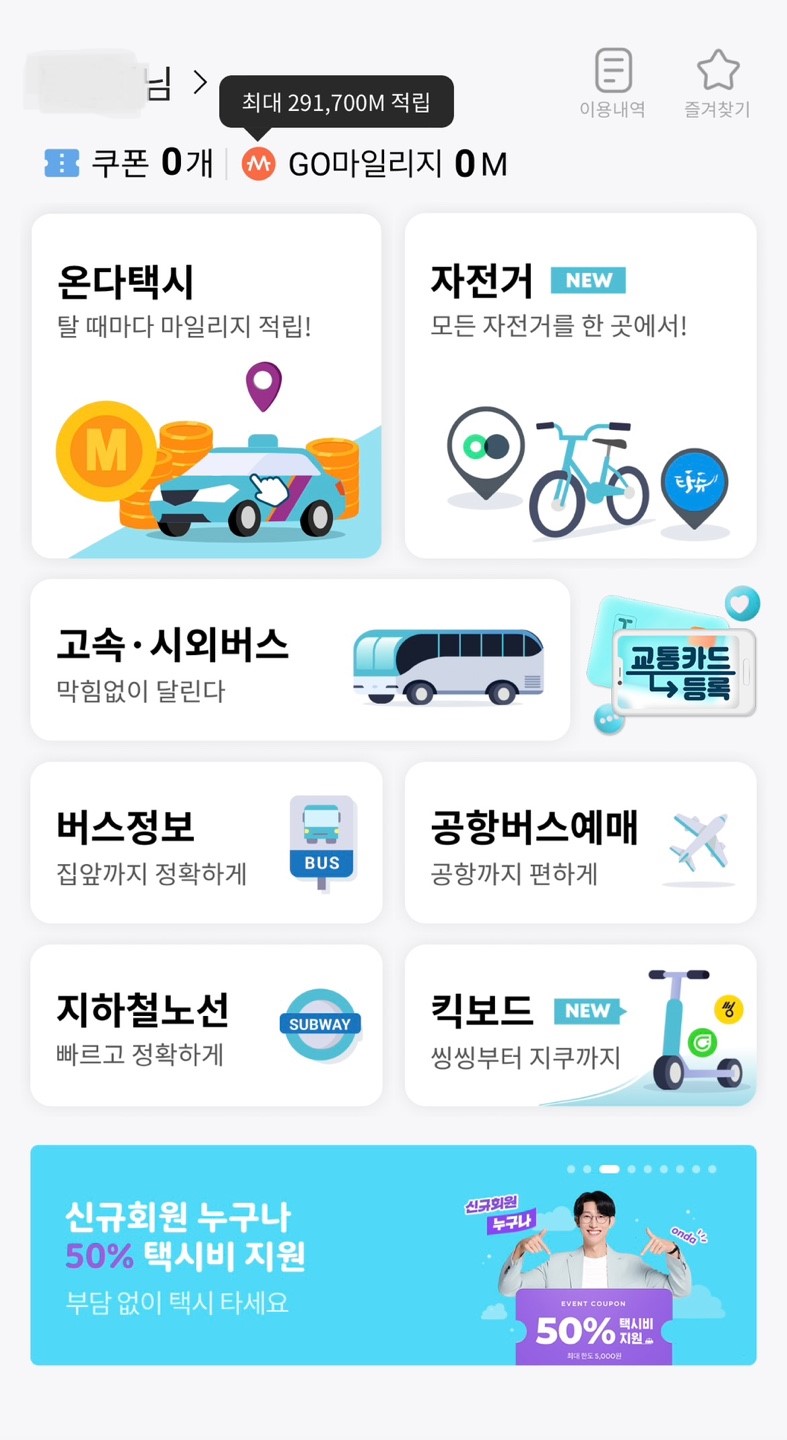 님 >
최대 291,700M 적립
이용내역
즐겨찾기
쿠폰 0개
GO마일리지 0M
온다택시
탈 때마다 마일리지 적립!
M
자전거 NEW
모든 자전거를 한 곳에서!
타슈
고속·시외버스
막힘없이 달린다
T
교통카드
등록
버스정보
집앞까지 정확하게
BUS
공항버스예매
공항까지 편하게
지하철노선
빠르고 정확하게
SUBWAY
킥보드 NEW
씽씽부터 지쿠까지
씽
신규회원 누구나
50% 택시비 지원
부담 없이 택시 타세요
신규회원
누구나
onda
EVENT COUPON
50% 택시비
지원
최대 한도 5,000원